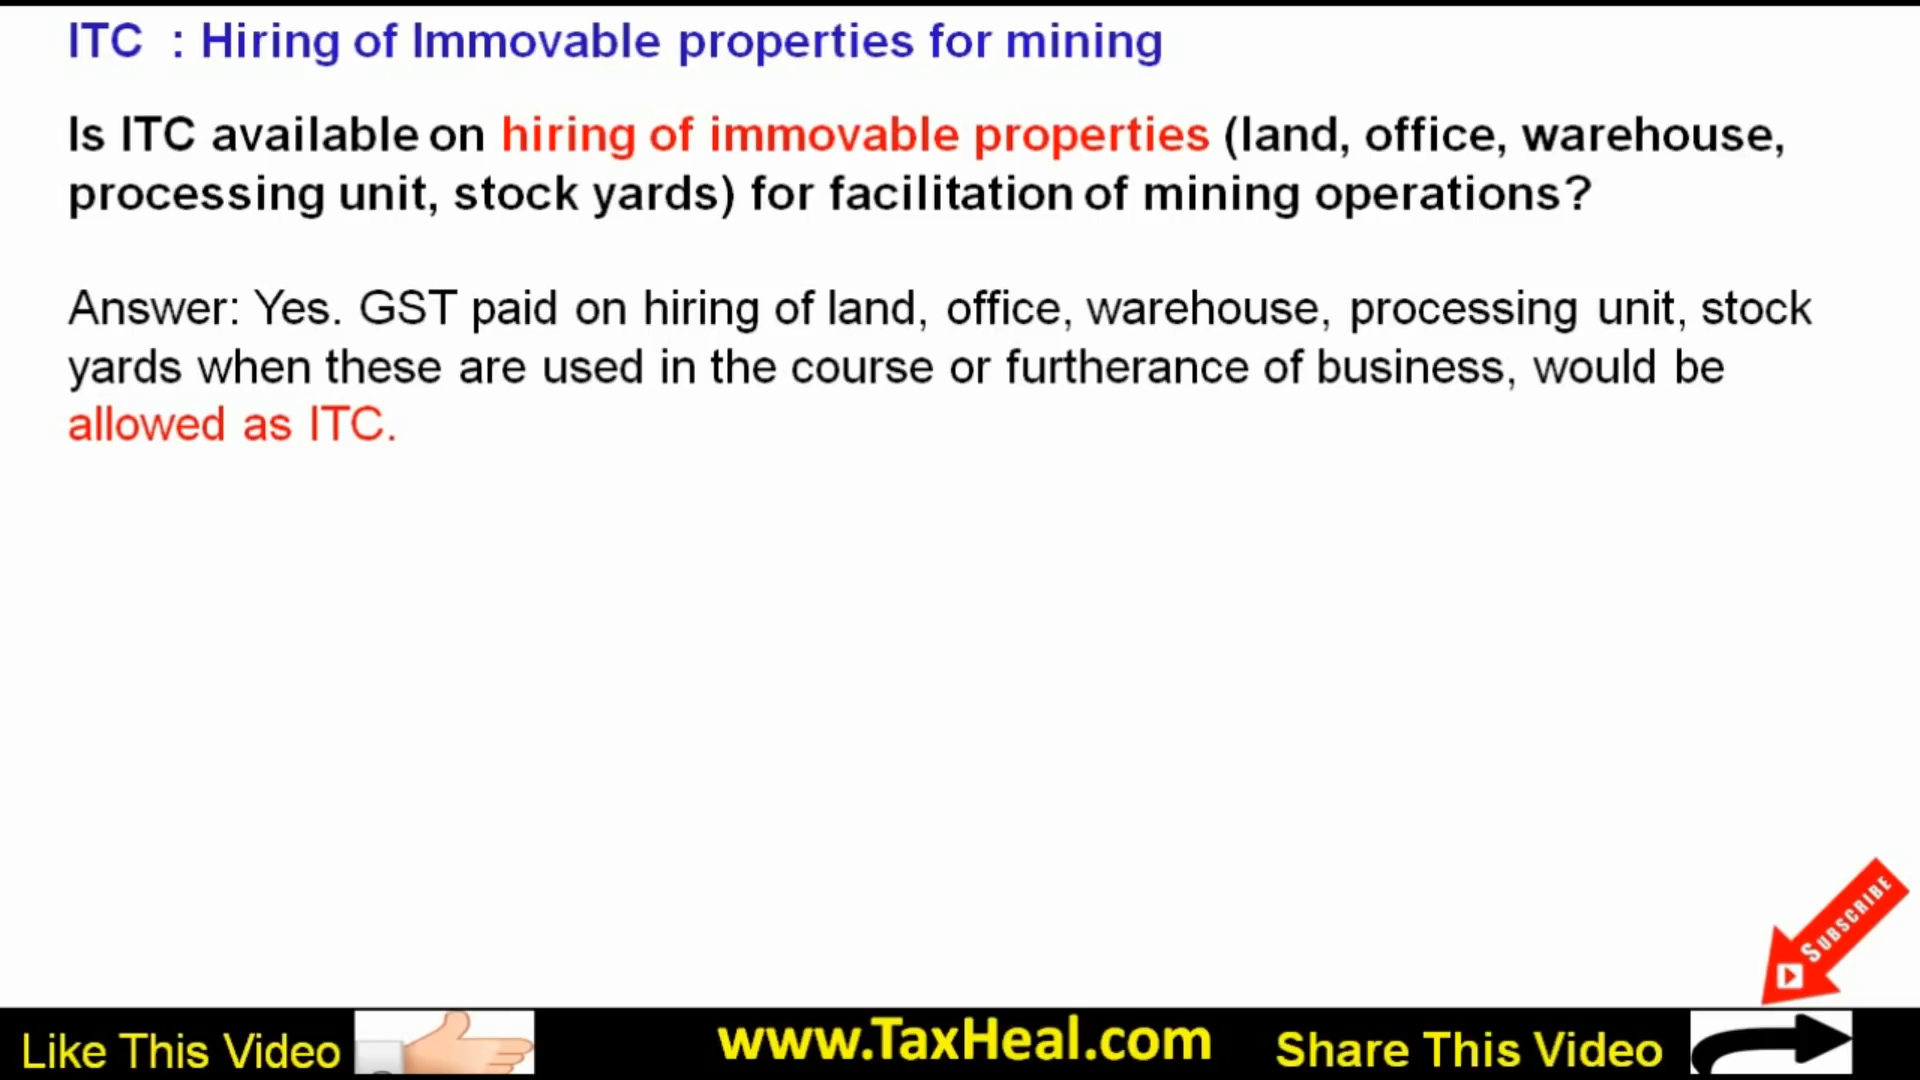 ITC : Hiring of Immovable properties for mining
Is ITC available on hiring of immovable properties (land, office, warehouse,
processing unit, stock yards) for facilitation of mining operations?
Answer: Yes. GST paid on hiring of land, office, warehouse, processing unit, stock
yards when these are used in the course or furtherance of business, would be
allowed as ITC.
SUBSCRIBE
Like This Video
www.TaxHeal.com
Share This Video